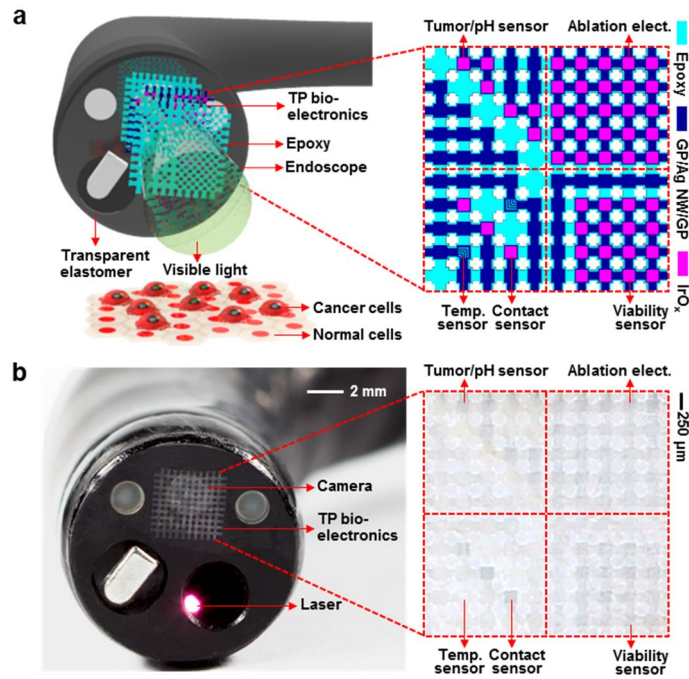 a
TP bio-
electronics
Epoxy
Endoscope
Transparent
elastomer
Visible light
Cancer cells
Normal cells
Tumor/pH sensor
Ablation elect.
Temp.
sensor
Contact
sensor
Viability
sensor
Epoxy
GP/Ag NW/GP
IrOₓ
b
2 mm
Camera
TP bio-
electronics
Laser
Tumor/pH sensor
Ablation elect.
250 μm
Temp.
sensor
Contact
sensor
Viability
sensor